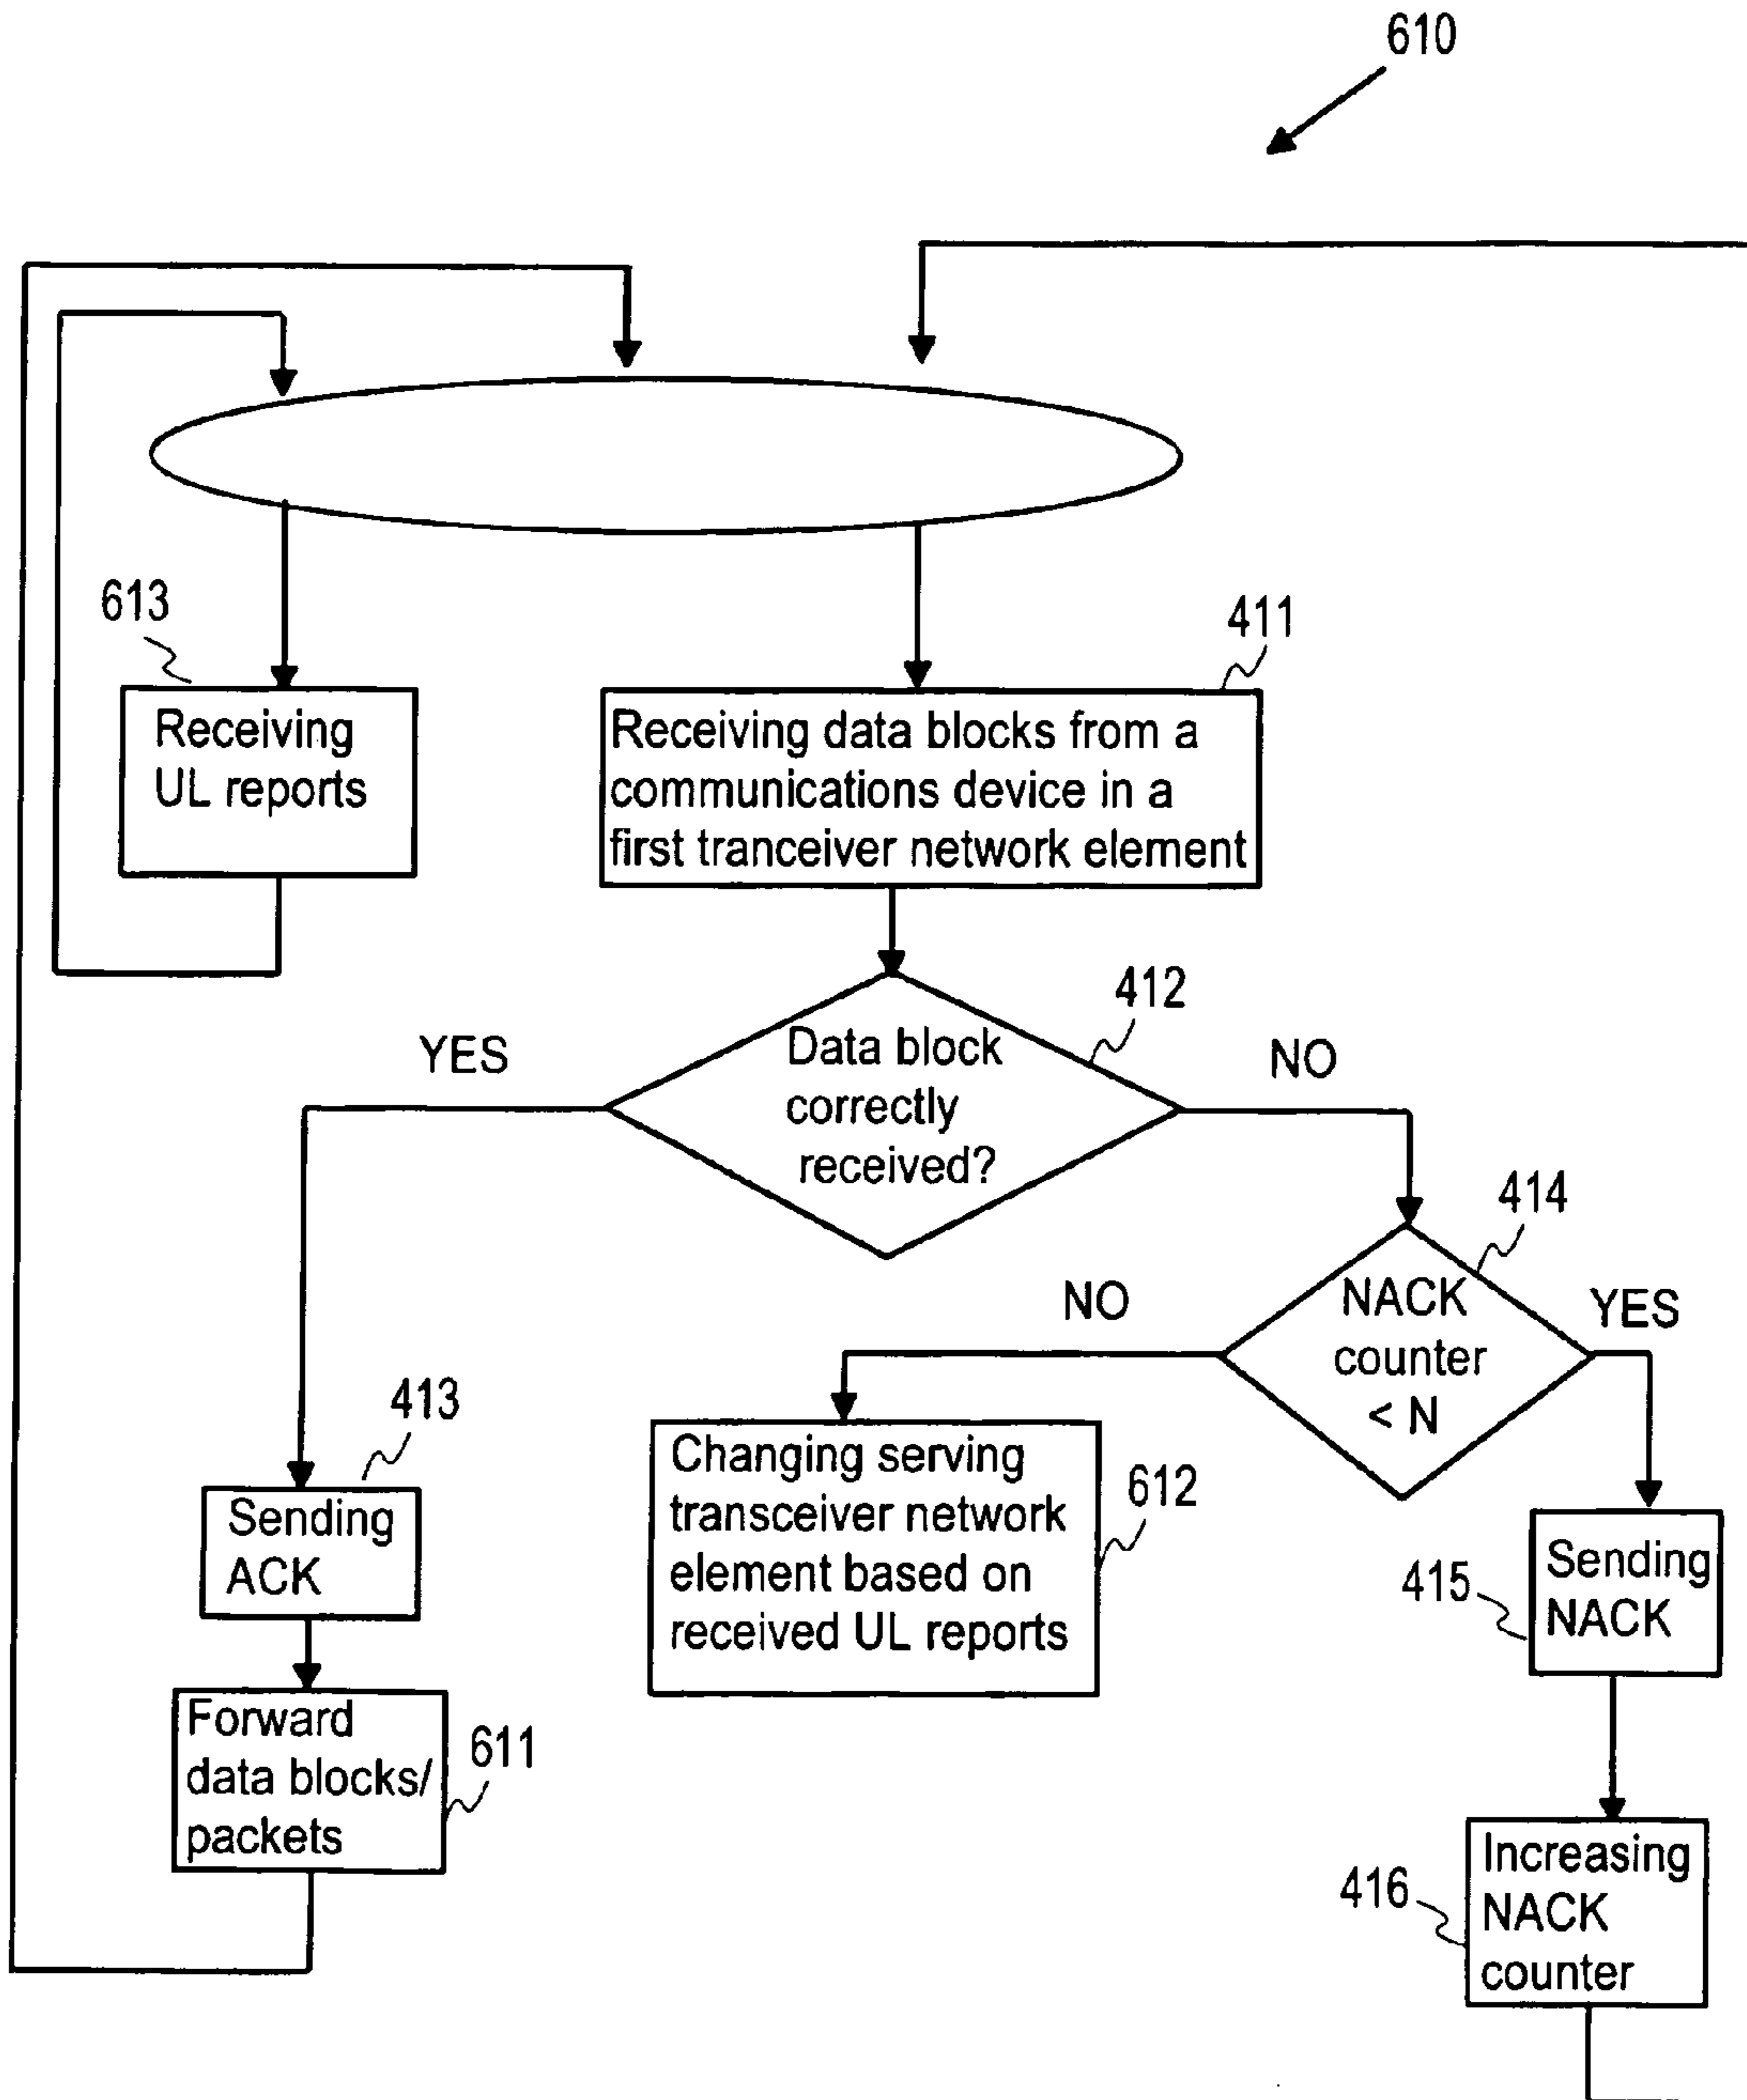 610
613
411
Receiving
UL reports
Receiving data blocks from a
communications device in a
first tranceiver network element
412
YES
Data block
correctly
received?
NO
414
NO
NACK
counter
< N
YES
413
Sending
ACK
Changing serving
transceiver network
element based on
received UL reports
612
415
Sending
NACK
Forward
data blocks/
packets
611
416
Increasing
NACK
counter